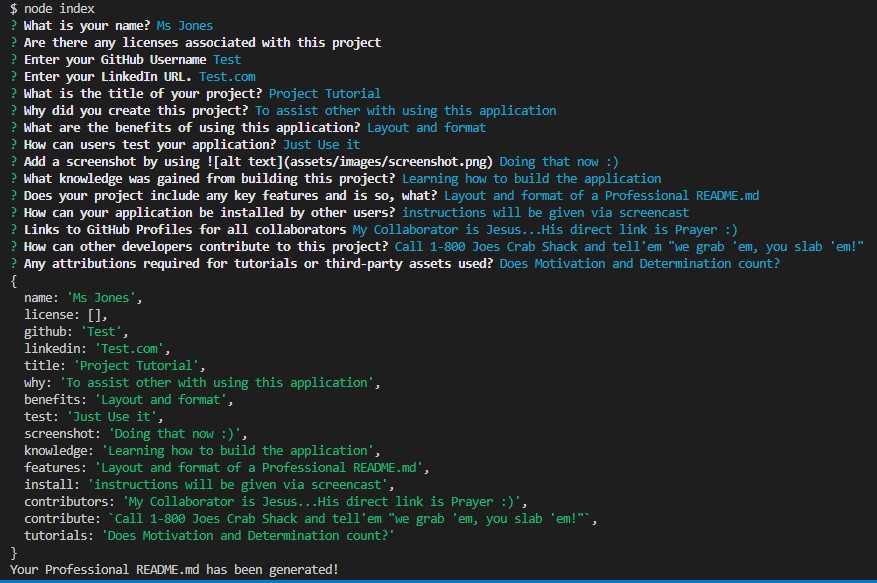 $ node index
? What is your name? Ms Jones
? Are there any licenses associated with this project
? Enter your GitHub Username Test
? Enter your LinkedIn URL. Test.com
? What is the title of your project? Project Tutorial
? Why did you create this project? To assist other with using this application
? What are the benefits of using this application? Layout and format
? How can users test your application? Just Use it
? Add a screenshot by using ![alt text](assets/images/screenshot.png) Doing that now :)
? What knowledge was gained from building this project? Learning how to build the application
? Does your project include any key features and is so, what? Layout and format of a Professional README.md
? How can your application be installed by other users? instructions will be given via screencast
? Links to GitHub Profiles for all collaborators My Collaborator is Jesus...His direct link is Prayer :)
? How can other developers contribute to this project? Call 1-800 Joes Crab Shack and tell'em "we grab 'em, you slab 'em!"
? Any attributions required for tutorials or third-party assets used? Does Motivation and Determination count?
{
  name: 'Ms Jones',
  license: [],
  github: 'Test',
  linkedin: 'Test.com',
  title: 'Project Tutorial',
  why: 'To assist other with using this application',
  benefits: 'Layout and format',
  test: 'Just Use it',
  screenshot: 'Doing that now :)',
  knowledge: 'Learning how to build the application',
  features: 'Layout and format of a Professional README.md',
  install: 'instructions will be given via screencast',
  contributors: 'My Collaborator is Jesus...His direct link is Prayer :)',
  contribute: `Call 1-800 Joes Crab Shack and tell'em "we grab 'em, you slab 'em!"`,
  tutorials: 'Does Motivation and Determination count?'
}
Your Professional README.md has been generated!